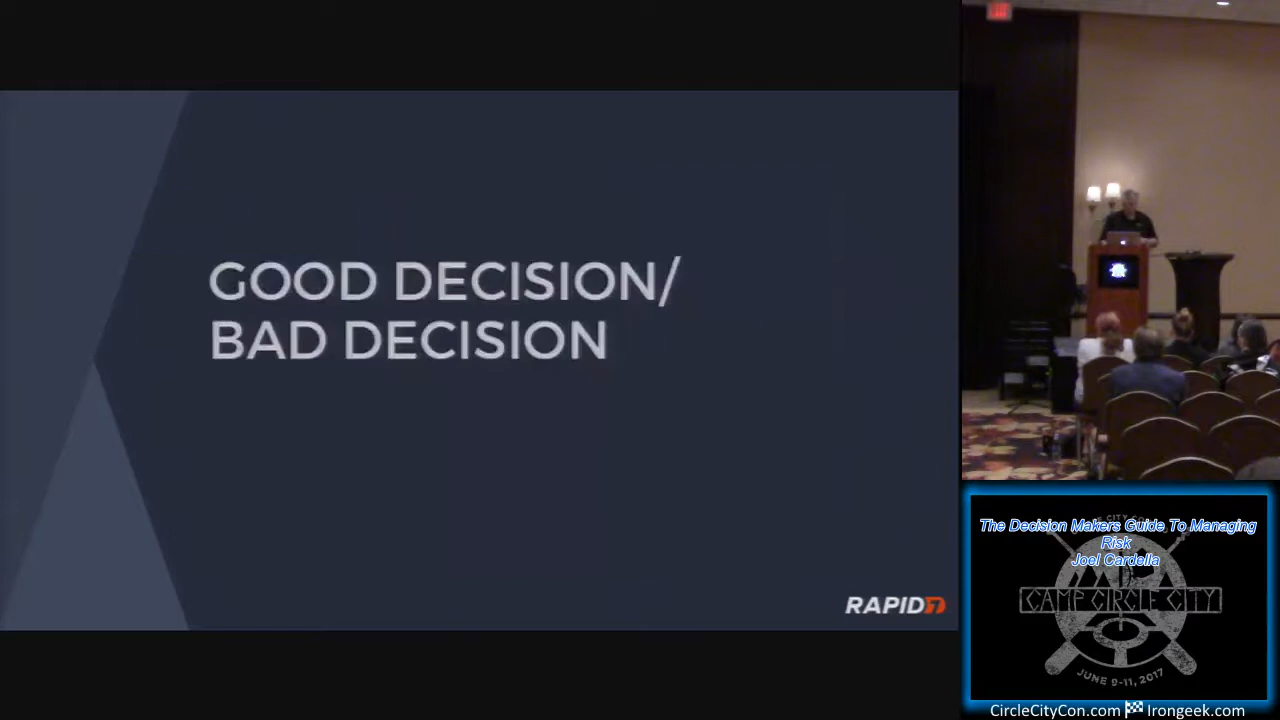 GOOD DECISION/
BAD DECISION
RAPID7
The Decision Makers Guide To Managing
Risk
Joel Cardella
CAMP CIRCLE CITY
JUNE 9-11, 2017
CircleCityCon.com Irongeek.com